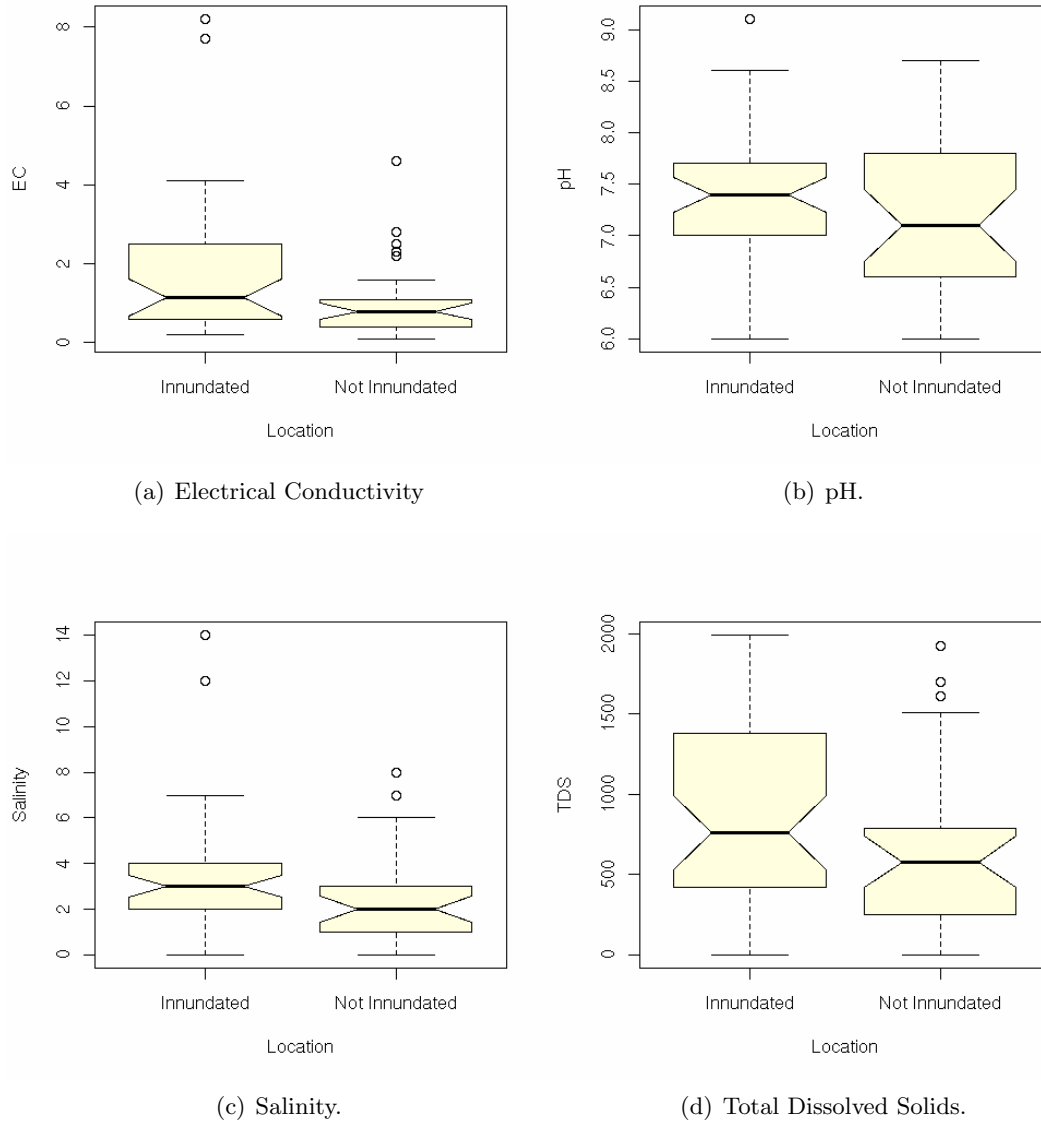 EC
0
2
4
6
8
Innundated
Not Innundated
Location
(a) Electrical Conductivity
pH
6.0
6.5
7.0
7.5
8.0
8.5
9.0
Innundated
Not Innundated
Location
(b) pH.
Salinity
0
2
4
6
8
10
12
14
Innundated
Not Innundated
Location
(c) Salinity.
TDS
0
500
1000
1500
2000
Innundated
Not Innundated
Location
(d) Total Dissolved Solids.